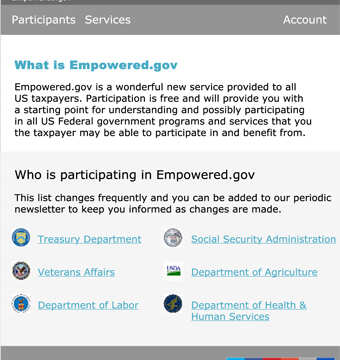 Participants Services Account
What is Empowered.gov
Empowered.gov is a wonderful new service provided to all
US taxpayers. Participation is free and will provide you with
a starting point for understanding and possibly participating
in all US Federal government programs and services that you
the taxpayer may be able to participate in and benefit from.
Who is participating in Empowered.gov
This list changes frequently and you can be added to our periodic
newsletter to keep you informed as changes are made.
Treasury Department Social Security Administration
Veterans Affairs USDA Department of Agriculture
Department of Labor Department of Health &
Human Services